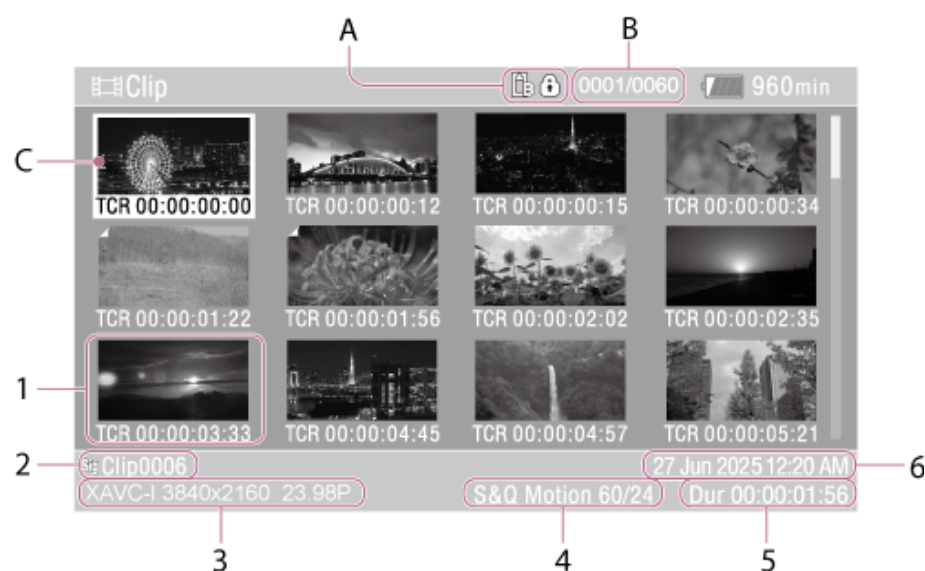 A
B
Clip
B
0001/0060
960min
C
TCR 00:00:00:00
TCR 00:00:00:12
TCR 00:00:00:15
TCR 00:00:00:34
TCR 00:00:01:22
TCR 00:00:01:56
TCR 00:00:02:02
TCR 00:00:02:35
1
TCR 00:00:03:33
TCR 00:00:04:45
TCR 00:00:04:57
TCR 00:00:05:21
2
Clip0006
27 Jun 2025 12:20 AM
6
XAVC-I 3840x2160 23.98P
S&Q Motion 60/24
Dur 00:00:01:56
3
4
5